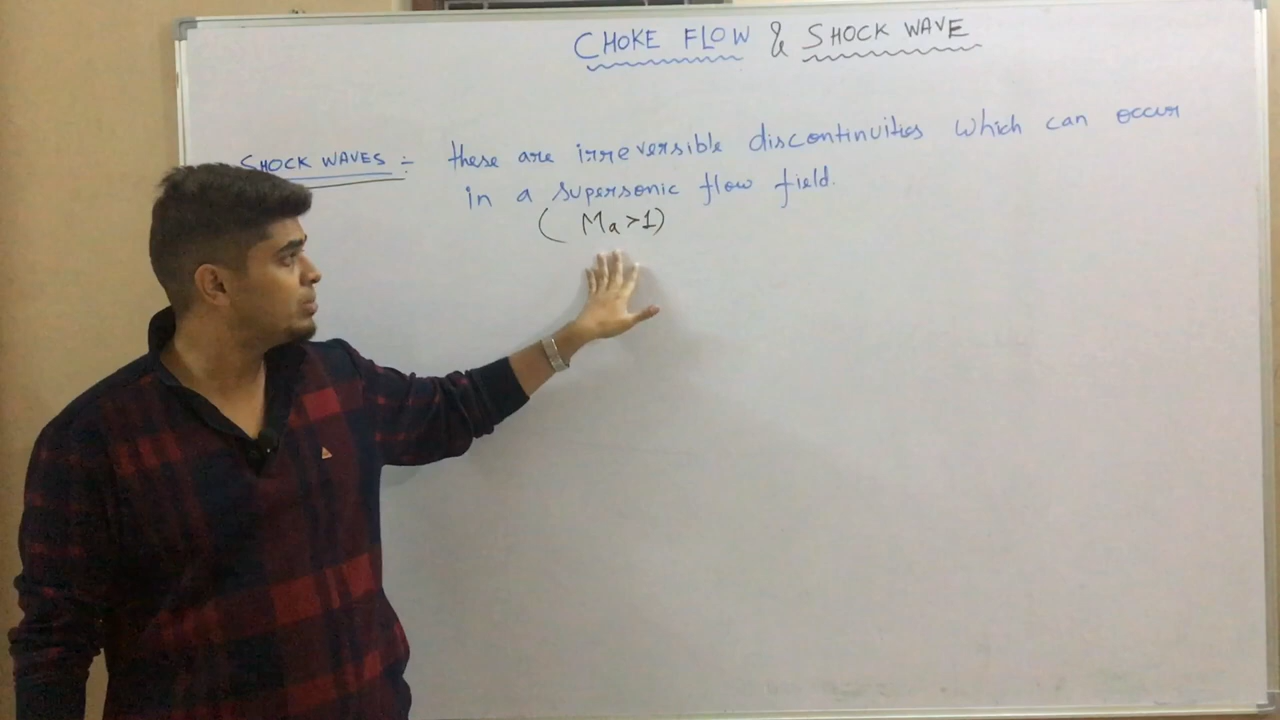 CHOKE FLOW & SHOCK WAVE
SHOCK WAVES :- these are irreversible discontinuities which can occur
in a supersonic flow field.
( Ma>1)